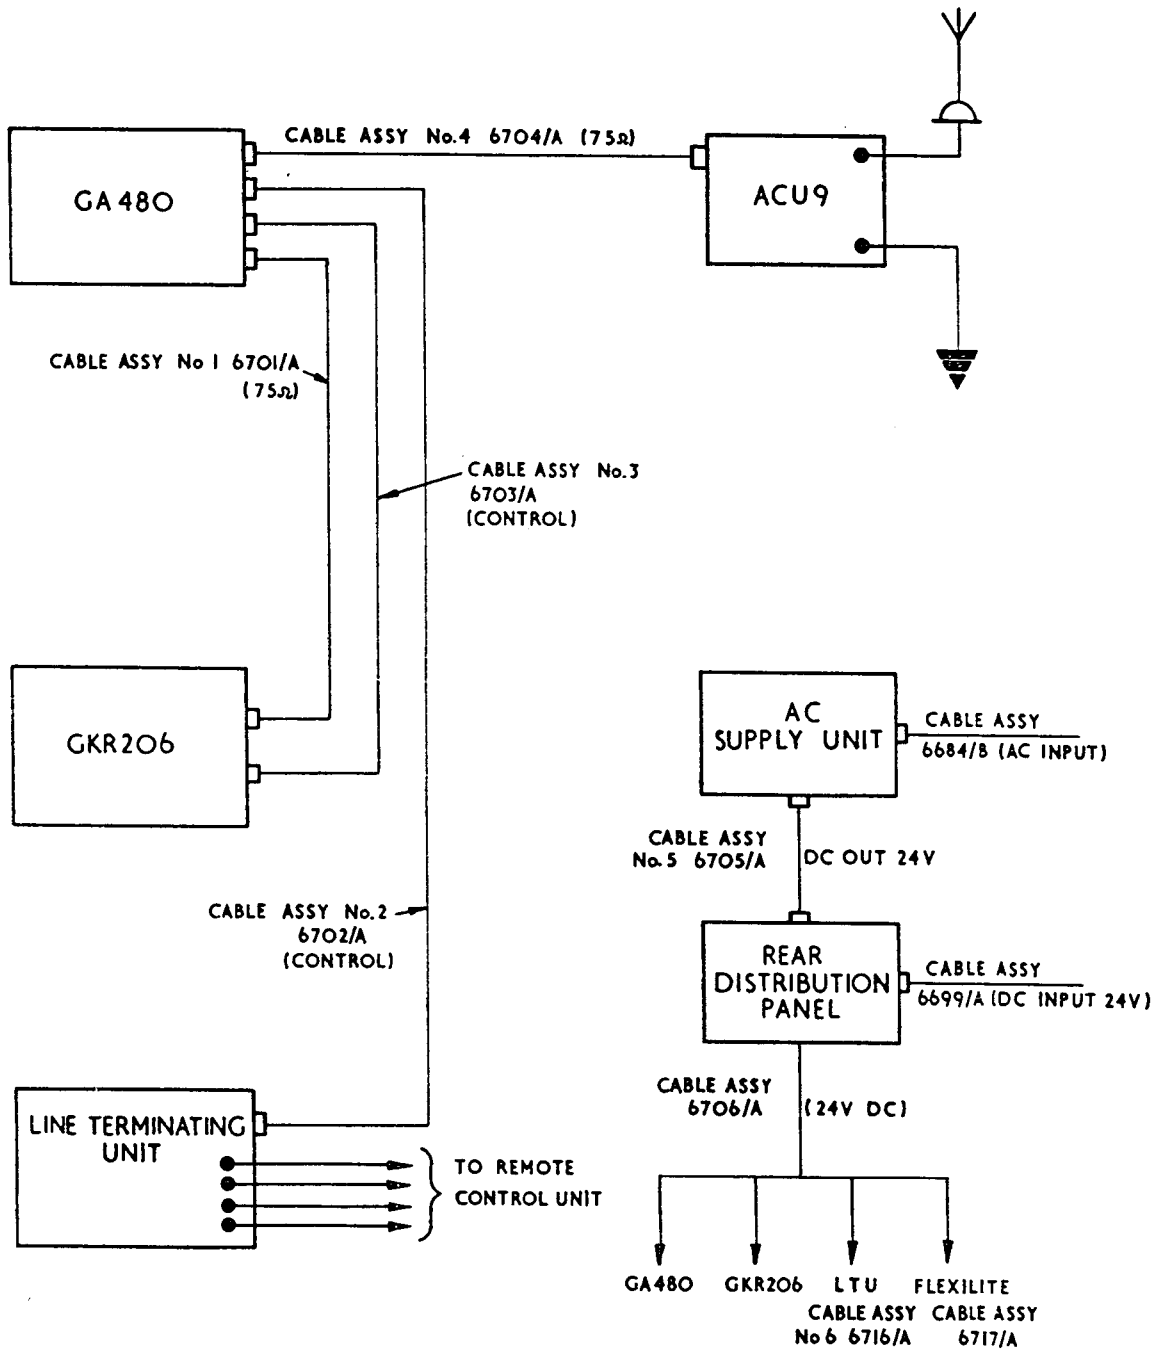 CABLE ASSY No.4 6704/A (75Ω)
GA480
ACU9
CABLE ASSY No 1 6701/A
(75Ω)
CABLE ASSY No.3
6703/A
(CONTROL)
GKR206
AC
SUPPLY UNIT
CABLE ASSY
6684/B (AC INPUT)
CABLE ASSY
No.5 6705/A
DC OUT 24V
CABLE ASSY No.2
6702/A
(CONTROL)
REAR
DISTRIBUTION
PANEL
CABLE ASSY
6699/A (DC INPUT 24V)
CABLE ASSY
6706/A
(24V DC)
LINE TERMINATING
UNIT
TO REMOTE
CONTROL UNIT
GA480
GKR206
LTU
CABLE ASSY
No 6 6716/A
FLEXILITE
CABLE ASSY
6717/A